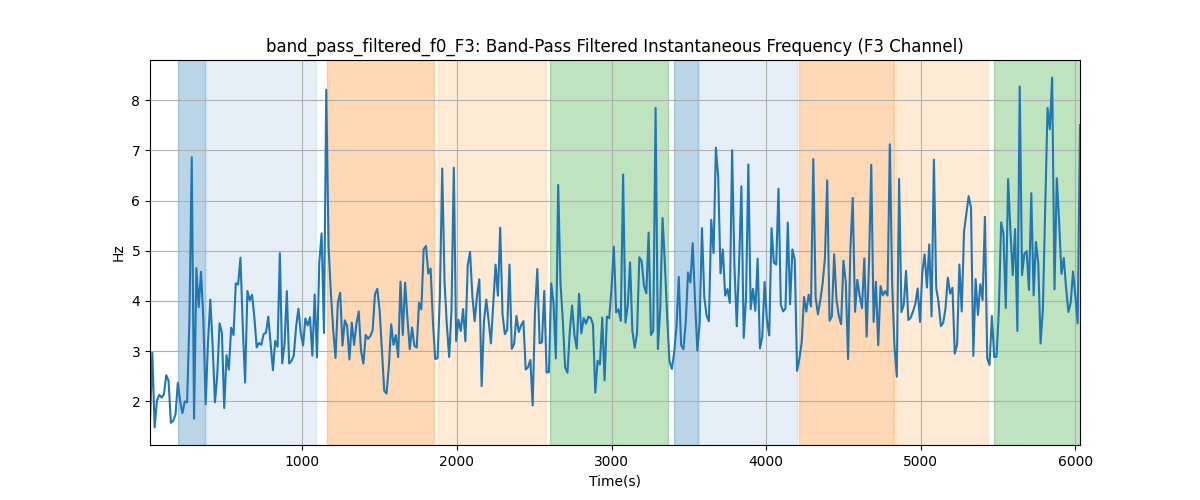 band_pass_filtered_f0_F3: Band-Pass Filtered Instantaneous Frequency (F3 Channel)
8
7
6
5
4
3
2
Hz
1000 2000 3000 4000 5000 6000
Time(s)